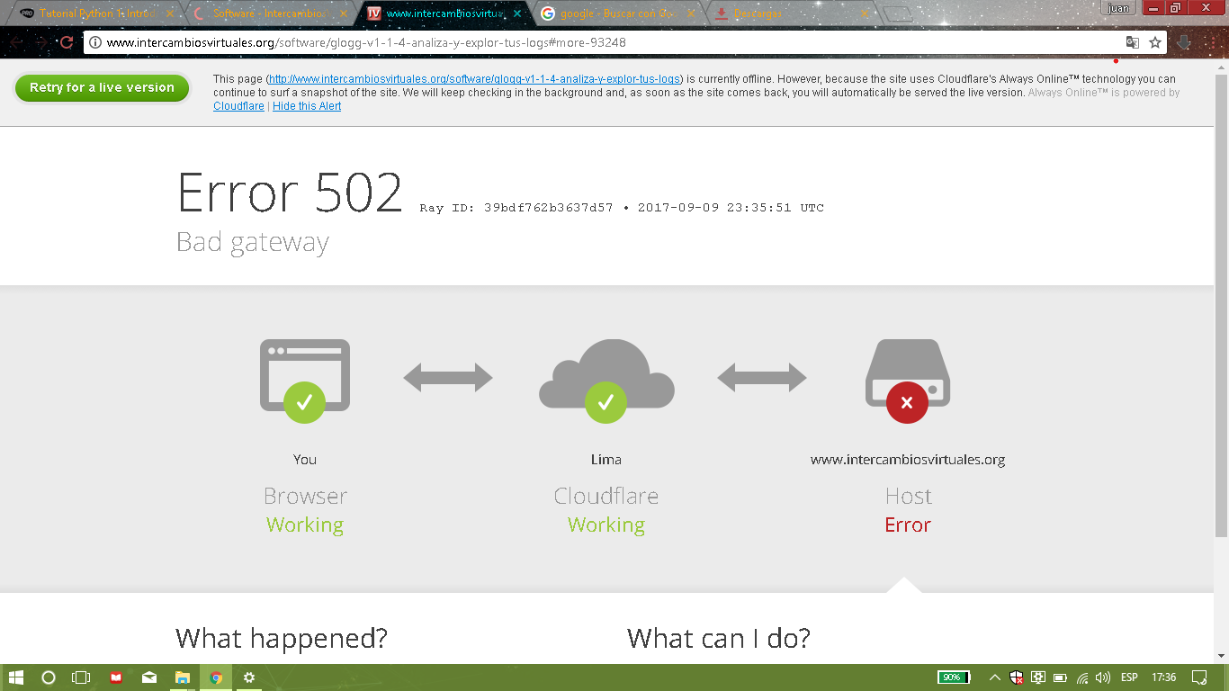 Tutorial Python 1: Introd
Software - Intercambios
www.intercambiosvirtua
google - Buscar con Go
Descargar
juan
www.intercambiosvirtuales.org/software/glogg-v1-1-4-analiza-y-explor-tus-logs#more-93248
Retry for a live version
This page (http://www.intercambiosvirtuales.org/software/glogg-v1-1-4-analiza-y-explor-tus-logs) is currently offline. However, because the site uses Cloudflare's Always Online™ technology you can
continue to surf a snapshot of the site. We will keep checking in the background and, as soon as the site comes back, you will automatically be served the live version. Always Online™ is powered by
Cloudflare | Hide this Alert
Error 502 Ray ID: 39bdf762b3637d57 • 2017-09-09 23:35:51 UTC
Bad gateway
You
Lima
www.intercambiosvirtuales.org
Browser
Cloudflare
Host
Working
Working
Error
What happened?
What can I do?
90%
ESP
17:36